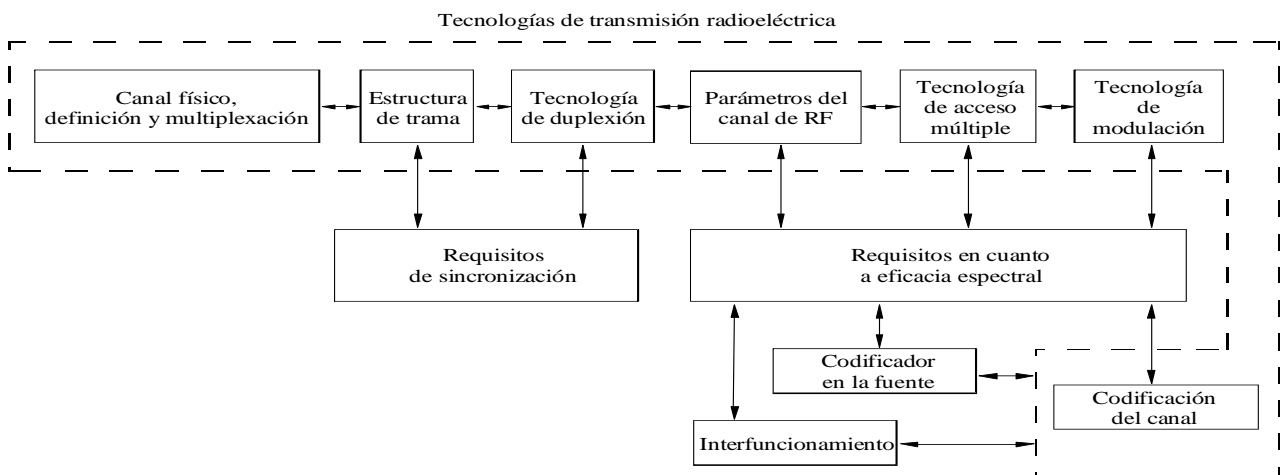 Tecnologías de transmisión radioeléctrica
Canal físico,
definición y multiplexación
Estructura
de trama
Tecnología
de duplexión
Parámetros del
canal de RF
Tecnología
de acceso
múltiple
Tecnología
de
modulación
Requisitos
de sincronización
Requisitos en cuanto
a eficacia espectral
Codificador
en la fuente
Codificación
del canal
Interfuncionamiento